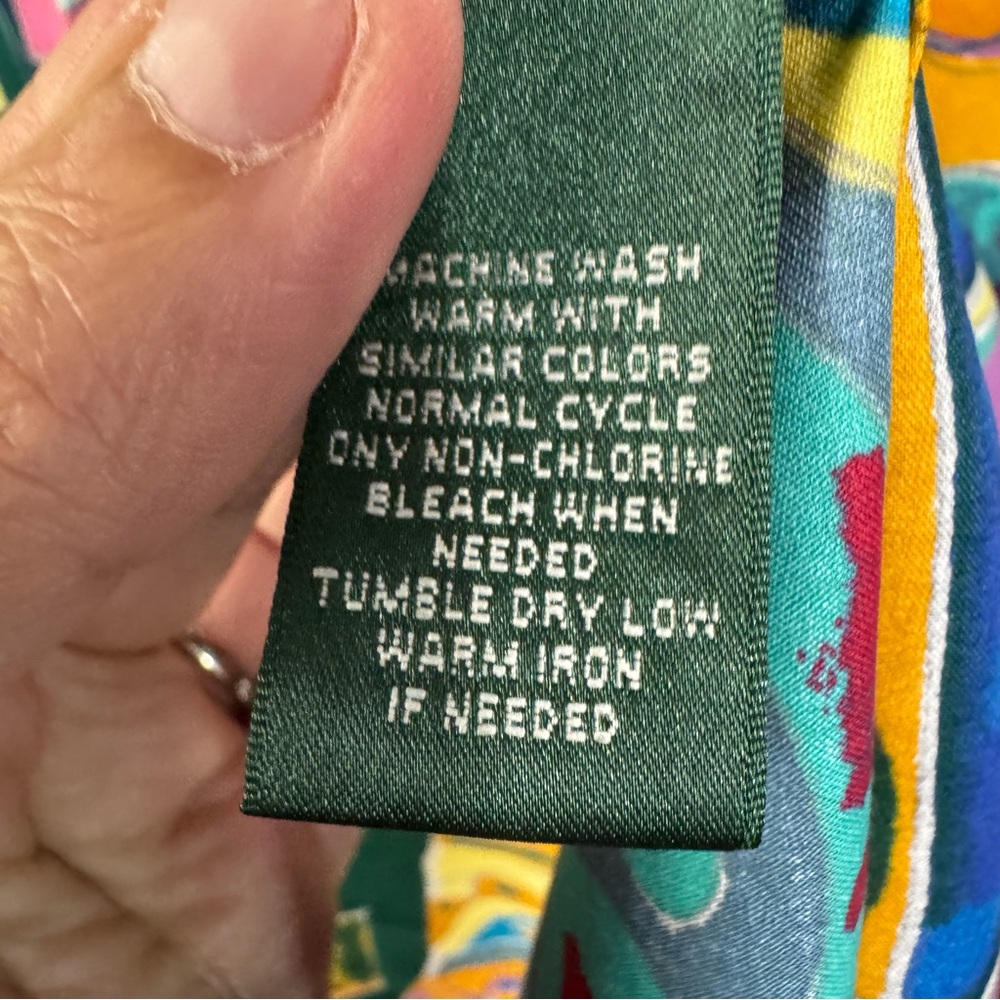 MACHINE WASH
WARM WITH
SIMILAR COLORS
NORMAL CYCLE
ONY NON-CHLORINE
BLEACH WHEN
NEEDED
TUMBLE DRY LOW
WARM IRON
IF NEEDED